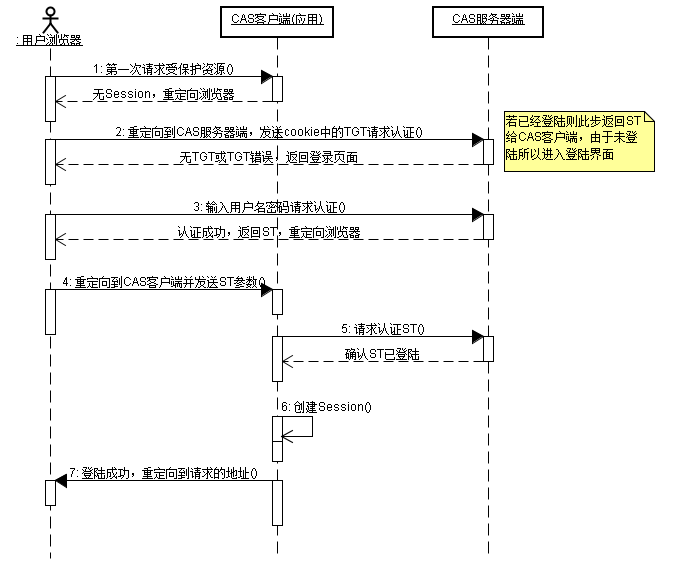 : 用户浏览器
CAS客户端(应用)
CAS服务器端
1: 第一次请求受保护资源()
无Session，重定向浏览器
2: 重定向到CAS服务器端，发送cookie中的TGT请求认证()
无TGT或TGT错误，返回登录页面
若已经登陆则此步返回ST
给CAS客户端，由于未登
陆所以进入登陆界面
3: 输入用户名密码请求认证()
认证成功，返回ST，重定向浏览器
4: 重定向到CAS客户端并发送ST参数()
5: 请求认证ST()
确认ST已登陆
6: 创建Session()
7: 登陆成功，重定向到请求的地址()